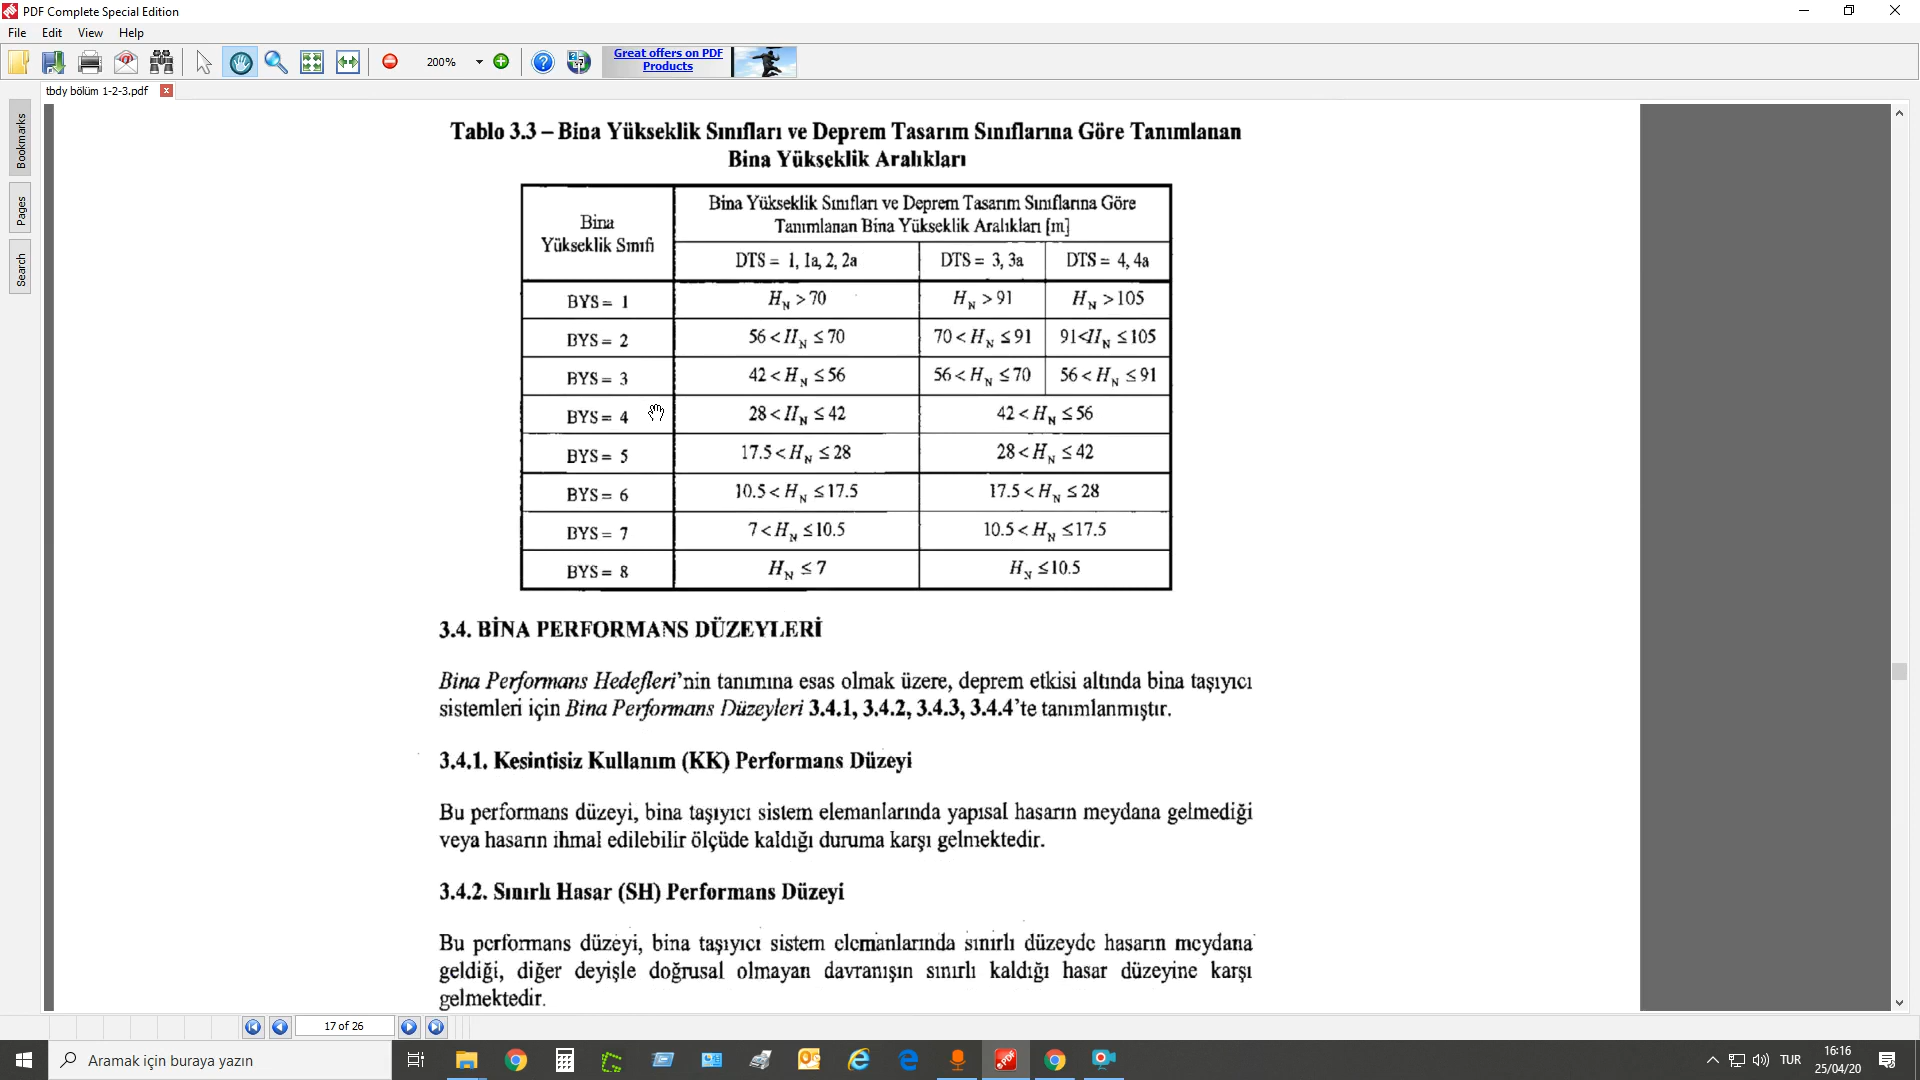 PDF Complete Special Edition
File Edit View Help
200%
Great offers on PDF
Products
tbdy bölüm 1-2-3.pdf
Bookmarks
Pages
Search
Tablo 3.3 – Bina Yükseklik Sınıfları ve Deprem Tasarım Sınıflarına Göre Tanımlanan
Bina Yükseklik Aralıkları
Bina
Yükseklik Sınıfı
Bina Yükseklik Sınıfları ve Deprem Tasarım Sınıflarına Göre
Tanımlanan Bina Yükseklik Aralıkları [m]
DTS = 1, 1a, 2, 2a DTS = 3, 3a DTS = 4, 4a
BYS = 1 H_N > 70 H_N > 91 H_N > 105
BYS = 2 56 < H_N ≤ 70 70 < H_N ≤ 91 91 < H_N ≤ 105
BYS = 3 42 < H_N ≤ 56 56 < H_N ≤ 70 56 < H_N ≤ 91
BYS = 4 28 < H_N ≤ 42 42 < H_N ≤ 56
BYS = 5 17.5 < H_N ≤ 28 28 < H_N ≤ 42
BYS = 6 10.5 < H_N ≤ 17.5 17.5 < H_N ≤ 28
BYS = 7 7 < H_N ≤ 10.5 10.5 < H_N ≤ 17.5
BYS = 8 H_N ≤ 7 H_N ≤ 10.5
3.4. BİNA PERFORMANS DÜZEYLERİ
Bina Performans Hedefleri'nin tanımına esas olmak üzere, deprem etkisi altında bina taşıyıcı
sistemleri için Bina Performans Düzeyleri 3.4.1, 3.4.2, 3.4.3, 3.4.4'te tanımlanmıştır.
3.4.1. Kesintisiz Kullanım (KK) Performans Düzeyi
Bu performans düzeyi, bina taşıyıcı sistem elemanlarında yapısal hasarın meydana gelmediği
veya hasarın ihmal edilebilir ölçüde kaldığı duruma karşı gelmektedir.
3.4.2. Sınırlı Hasar (SH) Performans Düzeyi
Bu performans düzeyi, bina taşıyıcı sistem elemanlarında sınırlı düzeyde hasarın meydana
geldiği, diğer deyişle doğrusal olmayan davranışın sınırlı kaldığı hasar düzeyine karşı
gelmektedir.
17 of 26
Aramak için buraya yazın
TUR
16:16
25/04/20